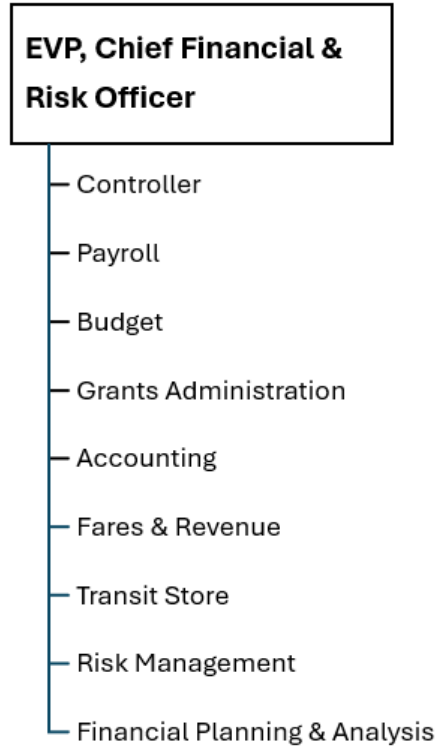 EVP, Chief Financial &
Risk Officer
Controller
Payroll
Budget
Grants Administration
Accounting
Fares & Revenue
Transit Store
Risk Management
Financial Planning & Analysis